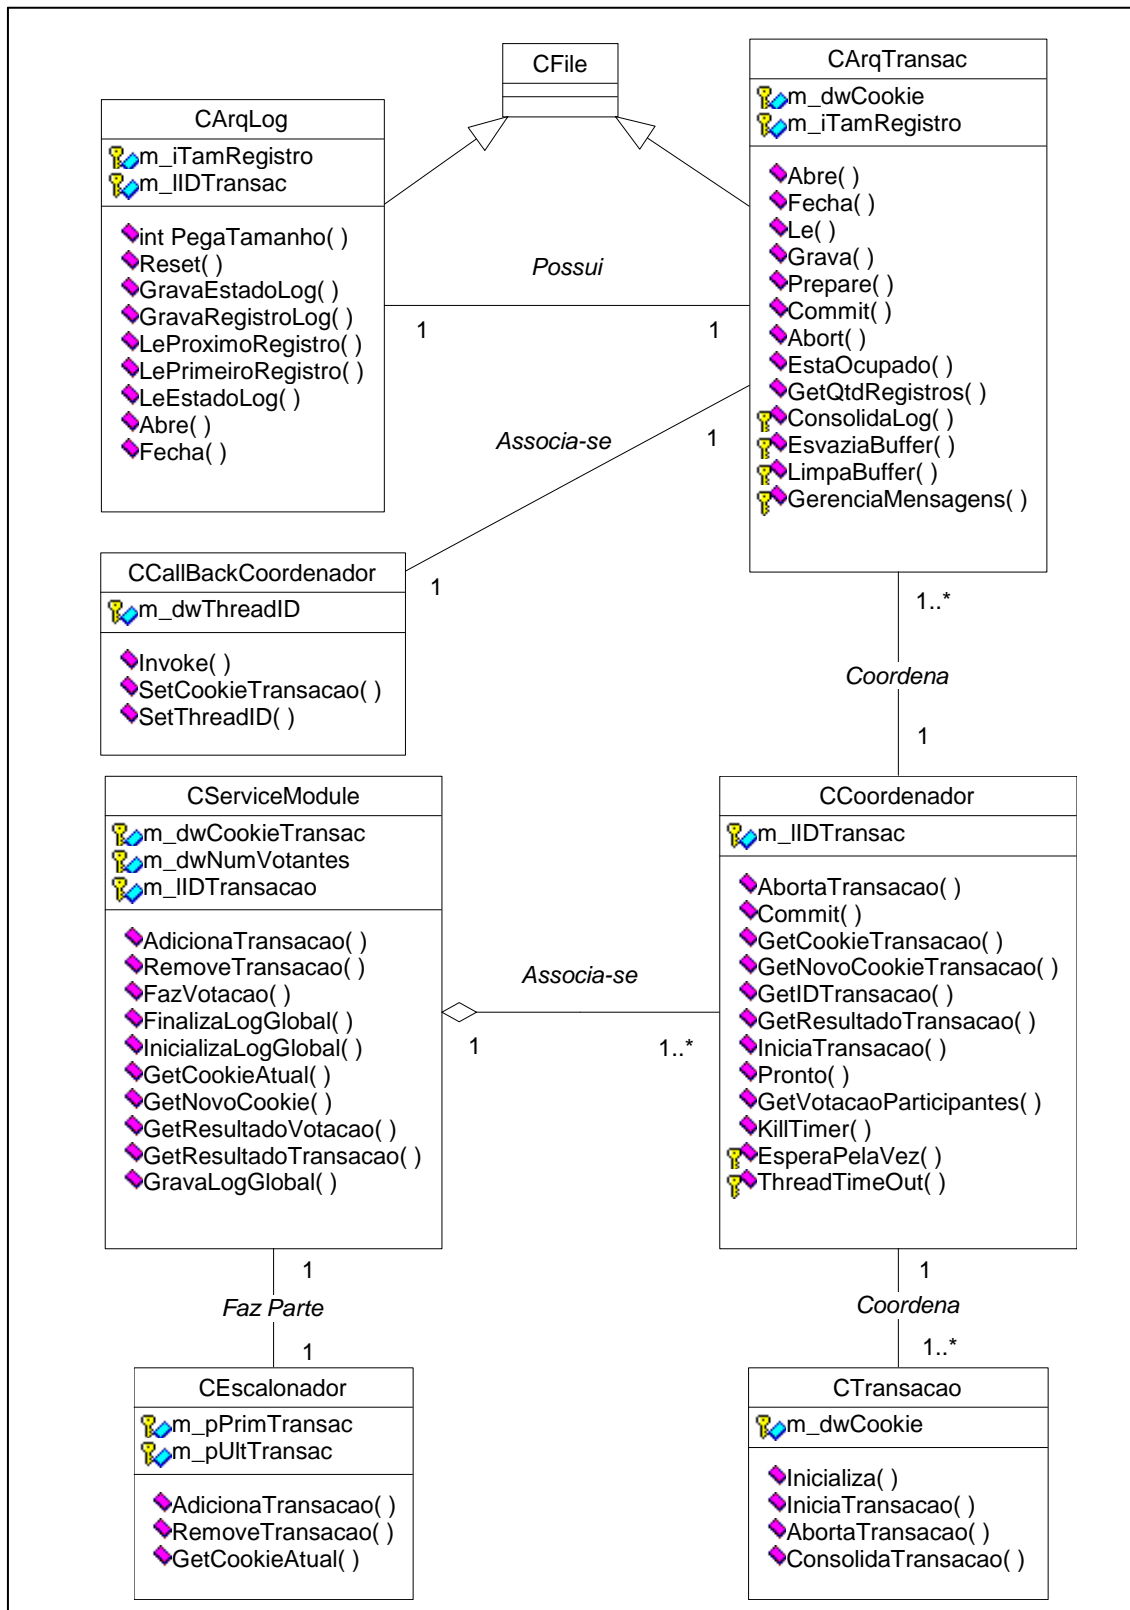 CFile
CArqLog
m_iTamRegistro
m_lIDTransac
int PegaTamanho( )
Reset( )
GravaEstadoLog( )
GravaRegistroLog( )
LeProximoRegistro( )
LePrimeiroRegistro( )
LeEstadoLog( )
Abre( )
Fecha( )
CArqTransac
m_dwCookie
m_iTamRegistro
Abre( )
Fecha( )
Le( )
Grava( )
Prepare( )
Commit( )
Abort( )
EstaOcupado( )
GetQtdRegistros( )
ConsolidaLog( )
EsvaziaBuffer( )
LimpaBuffer( )
GerenciaMensagens( )
Possui
1
1
Associa-se
1
1
CCallBackCoordenador
m_dwThreadID
Invoke( )
SetCookieTransacao( )
SetThreadID( )
1..*
Coordena
1
CServiceModule
m_dwCookieTransac
m_dwNumVotantes
m_lIDTransacao
AdicionaTransacao( )
RemoveTransacao( )
FazVotacao( )
FinalizaLogGlobal( )
InicializaLogGlobal( )
GetCookieAtual( )
GetNovoCookie( )
GetResultadoVotacao( )
GetResultadoTransacao( )
GravaLogGlobal( )
Associa-se
1
1..*
CCoordenador
m_lIDTransac
AbortaTransacao( )
Commit( )
GetCookieTransacao( )
GetNovoCookieTransacao( )
GetIDTransacao( )
GetResultadoTransacao( )
IniciaTransacao( )
Pronto( )
GetVotacaoParticipantes( )
KillTimer( )
EsperaPelaVez( )
ThreadTimeOut( )
1
Faz Parte
1
1
Coordena
1..*
CEscalonador
m_pPrimTransac
m_pUltTransac
AdicionaTransacao( )
RemoveTransacao( )
GetCookieAtual( )
CTransacao
m_dwCookie
Inicializa( )
IniciaTransacao( )
AbortaTransacao( )
ConsolidaTransacao( )